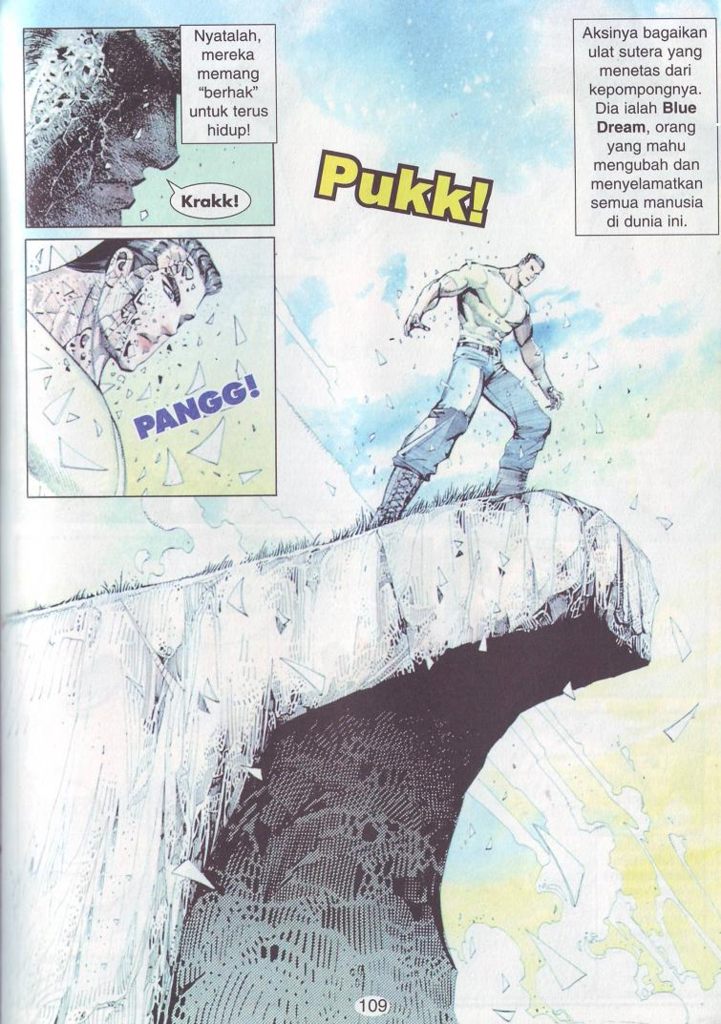 Nyatalah,
mereka
memang
“berhak”
untuk terus
hidup!
Krakk!
PANGG!
Pukk!
Aksinya bagaikan
ulat sutera yang
menetas dari
kepompongnya.
Dia ialah Blue
Dream, orang
yang mahu
mengubah dan
menyelamatkan
semua manusia
di dunia ini.
109